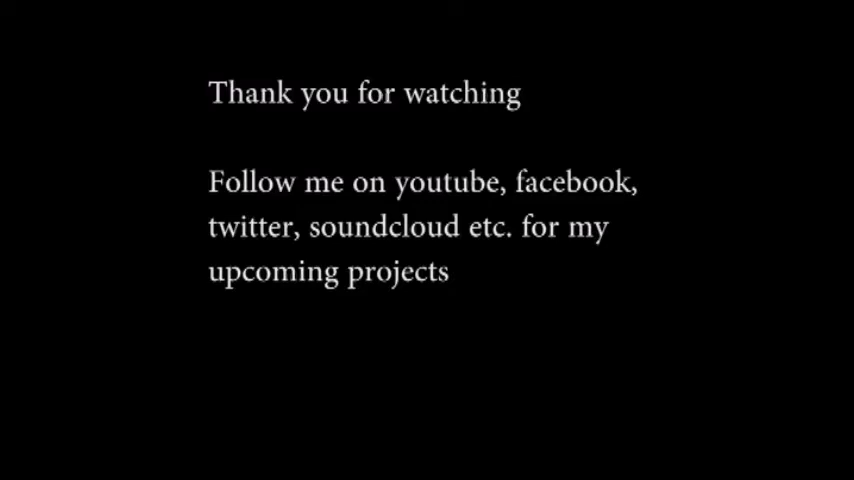 Thank you for watching
Follow me on youtube, facebook,
twitter, soundcloud etc. for my
upcoming projects